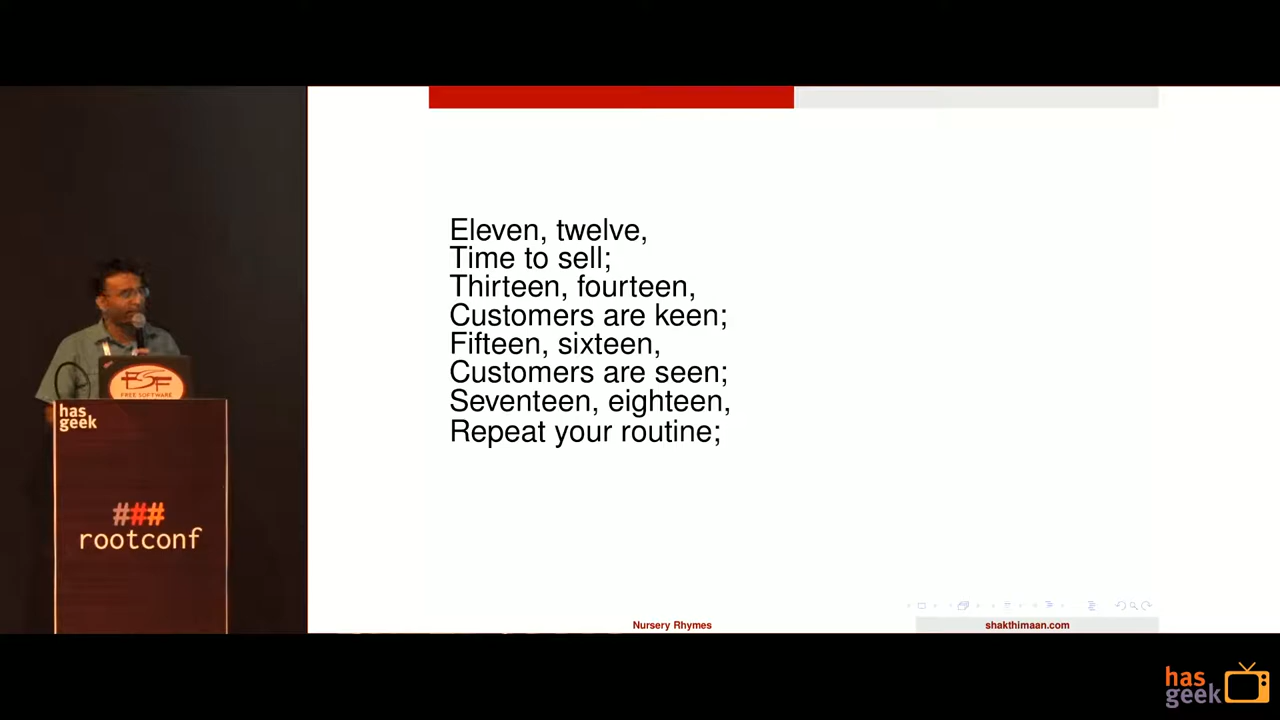 Eleven, twelve,
Time to sell;
Thirteen, fourteen,
Customers are keen;
Fifteen, sixteen,
Customers are seen;
Seventeen, eighteen,
Repeat your routine;
FSF
FREE SOFTWARE
has
geek
###
rootconf
Nursery Rhymes
shakthimaan.com
has
geek